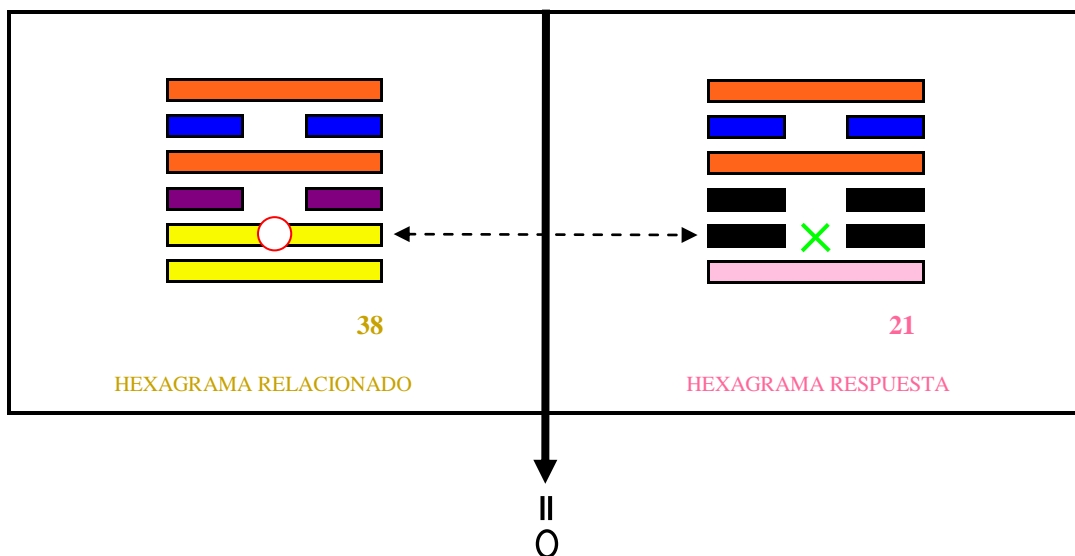 38
HEXAGRAMA RELACIONADO
21
HEXAGRAMA RESPUESTA
=
O